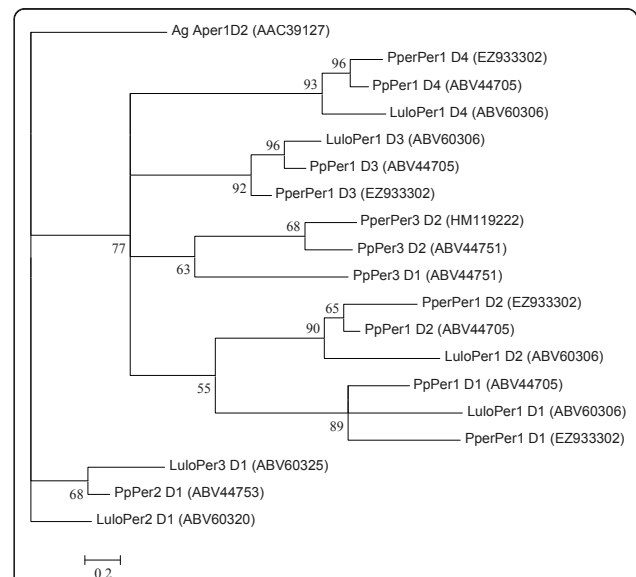 Ag Aper1D2 (AAC39127)
PperPer1 D4 (EZ933302)
96
PpPer1 D4 (ABV44705)
93
LuloPer1 D4 (ABV60306)
LuloPer1 D3 (ABV60306)
96
PpPer1 D3 (ABV44705)
92
PperPer1 D3 (EZ933302)
PperPer3 D2 (HM119222)
68
PpPer3 D2 (ABV44751)
77
63
PpPer3 D1 (ABV44751)
PperPer1 D2 (EZ933302)
65
PpPer1 D2 (ABV44705)
90
LuloPer1 D2 (ABV60306)
PpPer1 D1 (ABV44705)
55
LuloPer1 D1 (ABV60306)
89
PperPer1 D1 (EZ933302)
LuloPer3 D1 (ABV60325)
68
PpPer2 D1 (ABV44753)
LuloPer2 D1 (ABV60320)
0.2